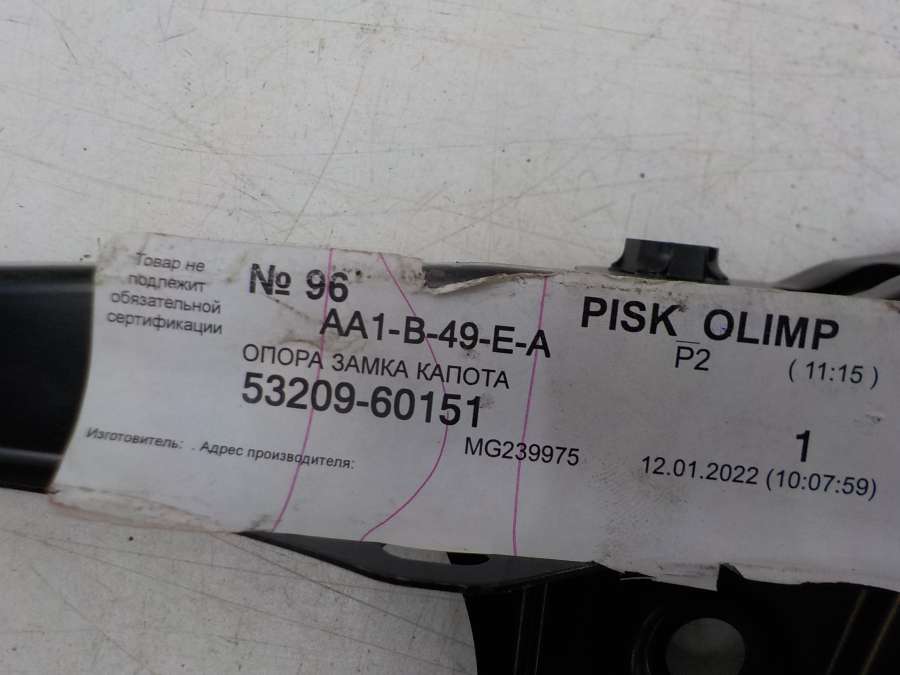 Товар не
подлежит
обязательной
сертификации
№ 96
AA1-B-49-E-A
ОПОРА ЗАМКА КАПОТА
53209-60151
Изготовитель: . Адрес производителя:
MG239975
PISK_OLIMP
P2 ( 11:15 )
1
12.01.2022 (10:07:59)